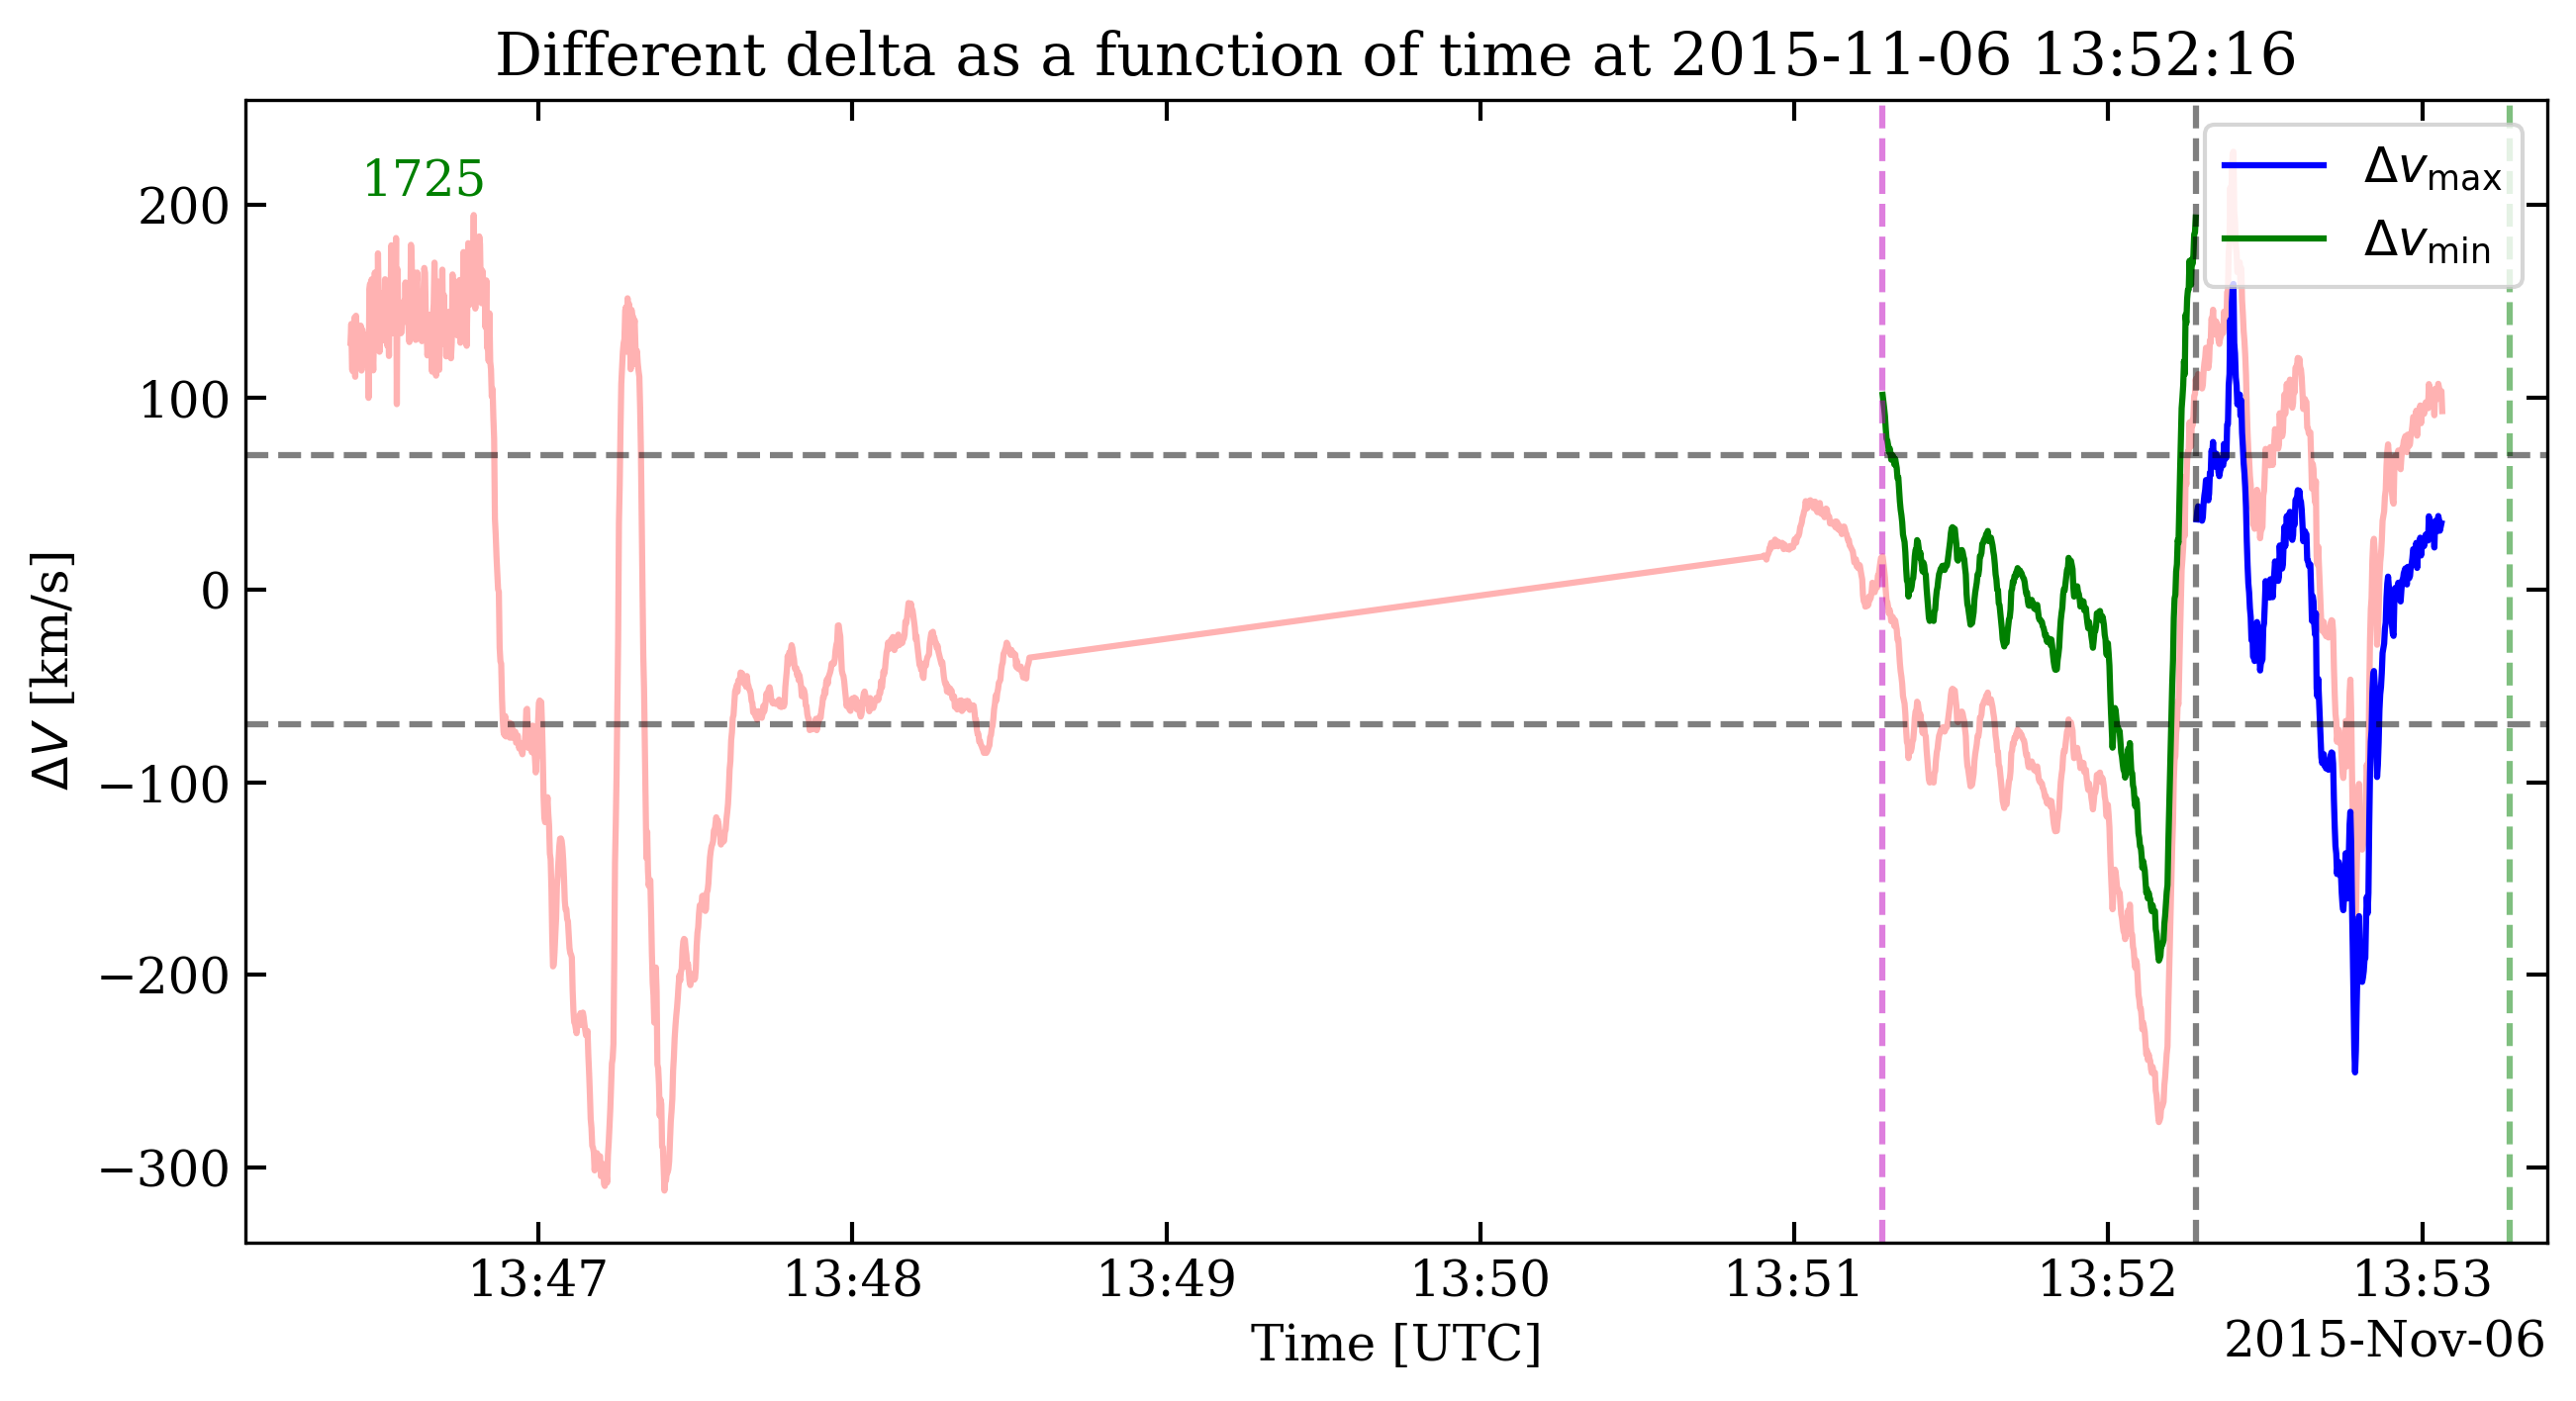 Different delta as a function of time at 2015-11-06 13:52:16
1725
Δv_max
Δv_min
200
100
0
−100
−200
−300
ΔV [km/s]
13:47 13:48 13:49 13:50 13:51 13:52 13:53
Time [UTC]
2015-Nov-06